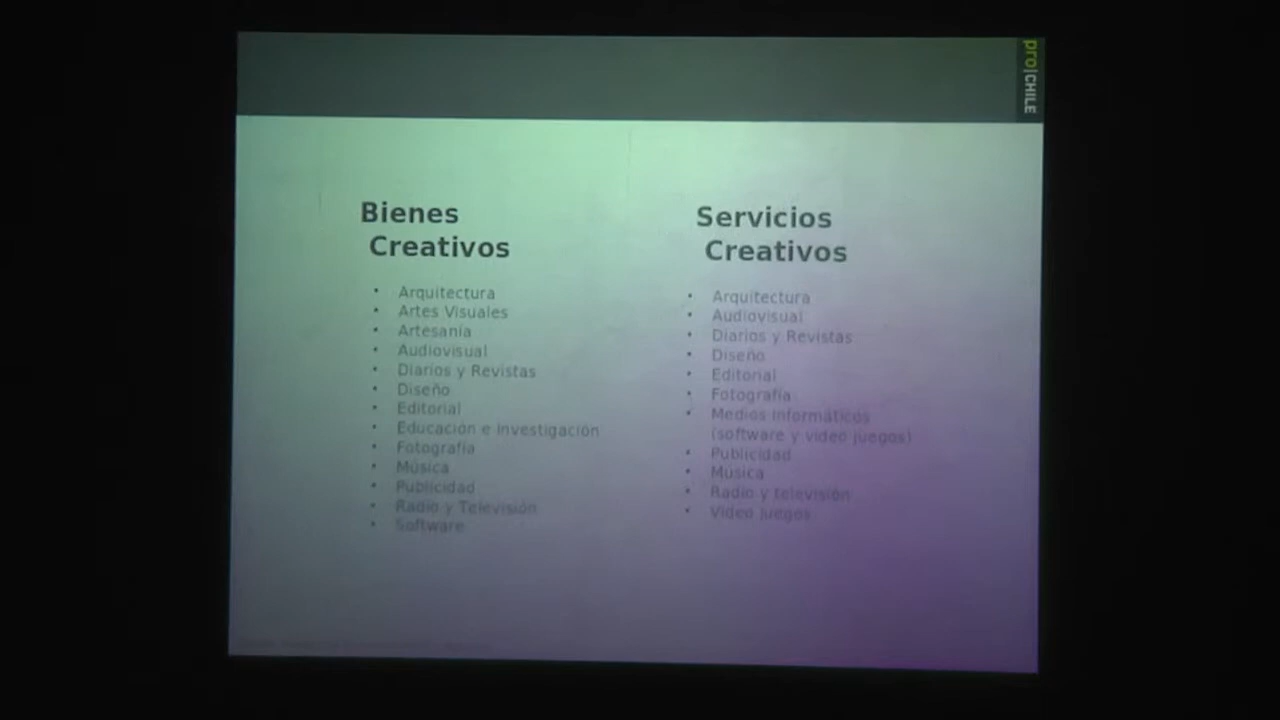 pro|CHILE
Bienes
Creativos
• Arquitectura
• Artes Visuales
• Artesanía
• Audiovisual
• Diarios y Revistas
• Diseño
• Editorial
• Educación e Investigación
• Fotografía
• Música
• Publicidad
• Radio y Televisión
• Software
Servicios
Creativos
• Arquitectura
• Audiovisual
• Diarios y Revistas
• Diseño
• Editorial
• Fotografía
• Medios Informáticos
(software y video juegos)
• Publicidad
• Música
• Radio y televisión
• Video juegos